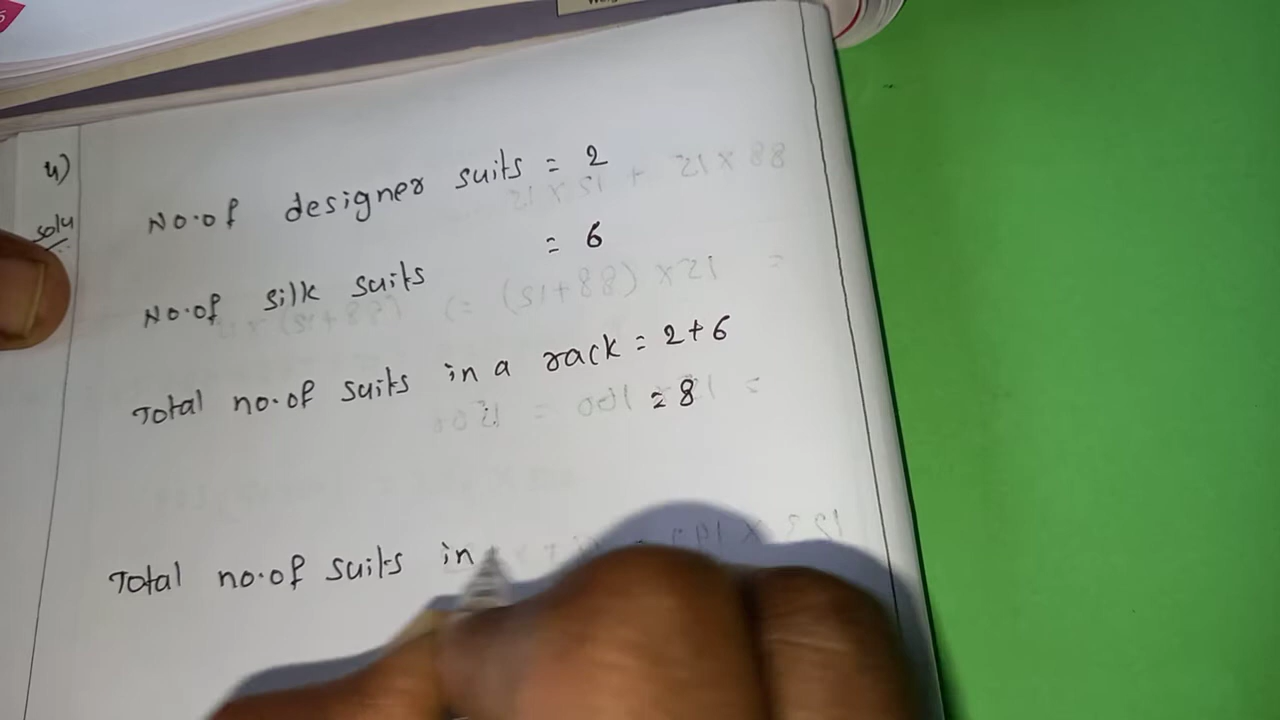 4)
No.of designer suits = 2
solu
No.of silk suits = 6
Total no.of suits in a rack = 2+6
= 8
Total no.of suits in